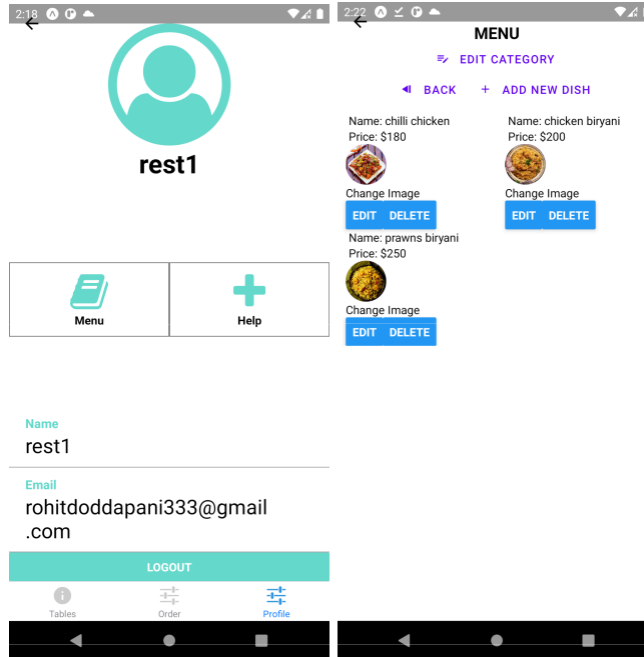 2:18
rest1
Menu
Help
Name
rest1
Email
rohitdoddapani333@gmail
.com
LOGOUT
Tables
Order
Profile
2:22
MENU
EDIT CATEGORY
BACK
ADD NEW DISH
Name: chilli chicken
Price: $180
Change Image
EDIT DELETE
Name: chicken biryani
Price: $200
Change Image
EDIT DELETE
Name: prawns biryani
Price: $250
Change Image
EDIT DELETE